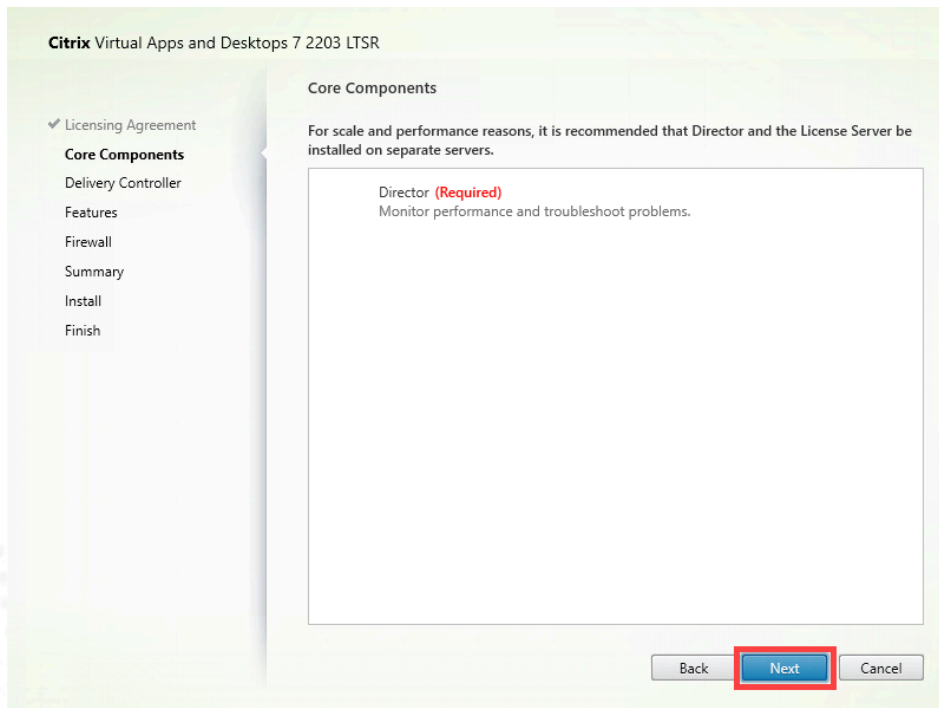 Citrix Virtual Apps and Desktops 7 2203 LTSR
Core Components
✔ Licensing Agreement
Core Components
Delivery Controller
Features
Firewall
Summary
Install
Finish
For scale and performance reasons, it is recommended that Director and the License Server be
installed on separate servers.
Director (Required)
Monitor performance and troubleshoot problems.
Back
Next
Cancel